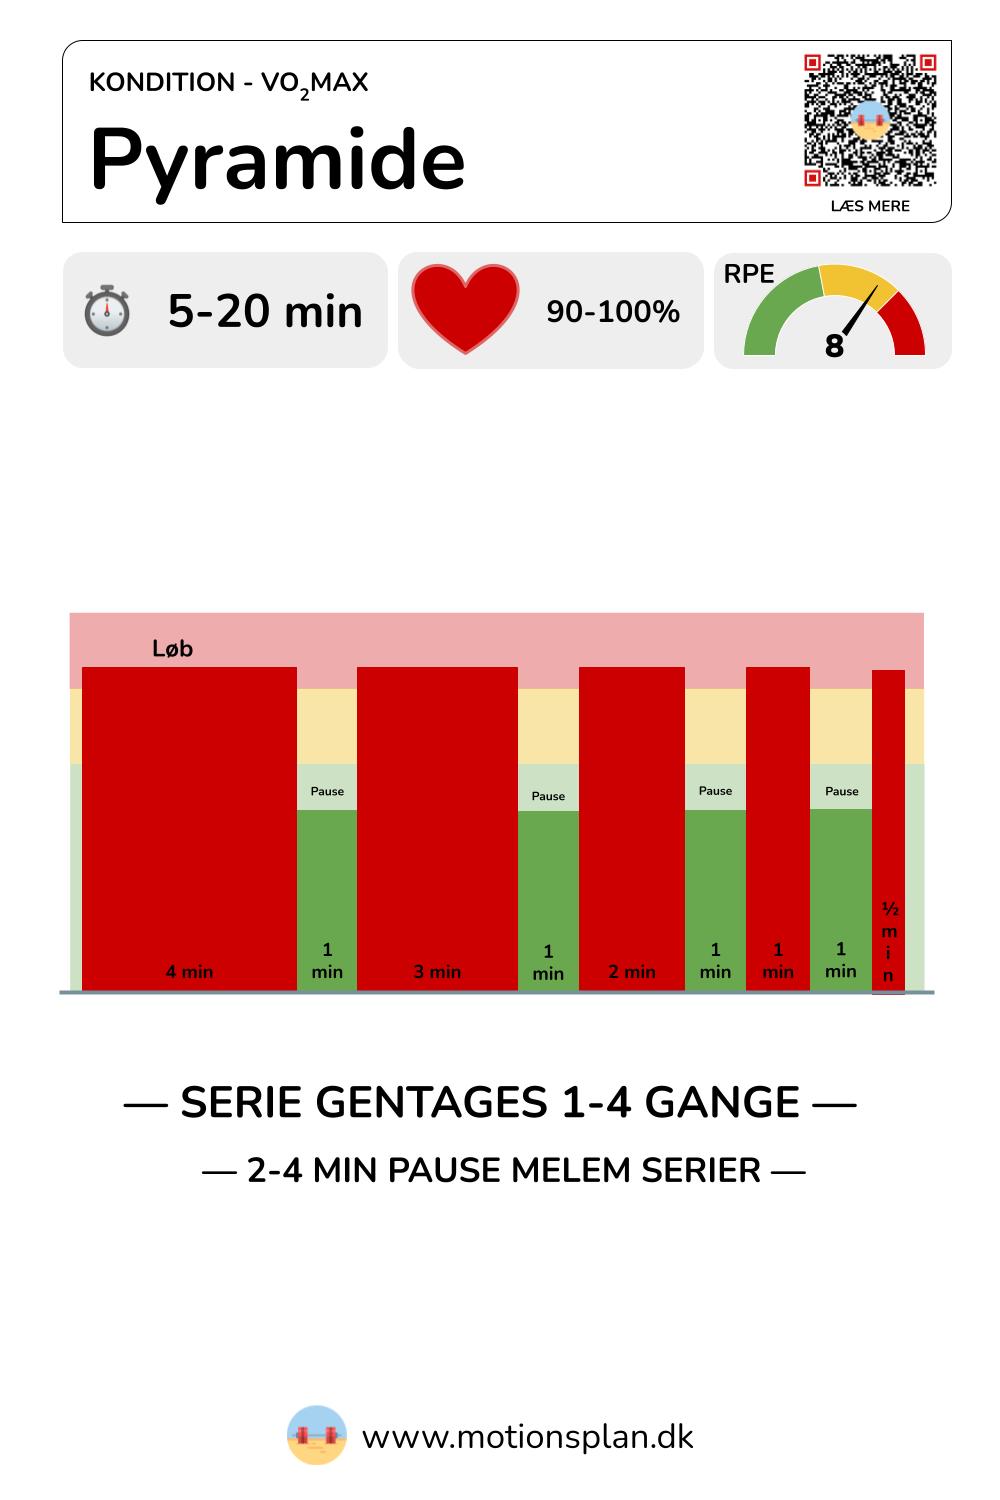 KONDITION - VO₂MAX
Pyramide
LÆS MERE
5-20 min
90-100%
RPE
8
Løb
Pause
Pause
Pause
Pause
4 min
1
min
3 min
1
min
2 min
1
min
1
min
1
min
½
m
i
n
— SERIE GENTAGES 1-4 GANGE —
— 2-4 MIN PAUSE MELEM SERIER —
www.motionsplan.dk